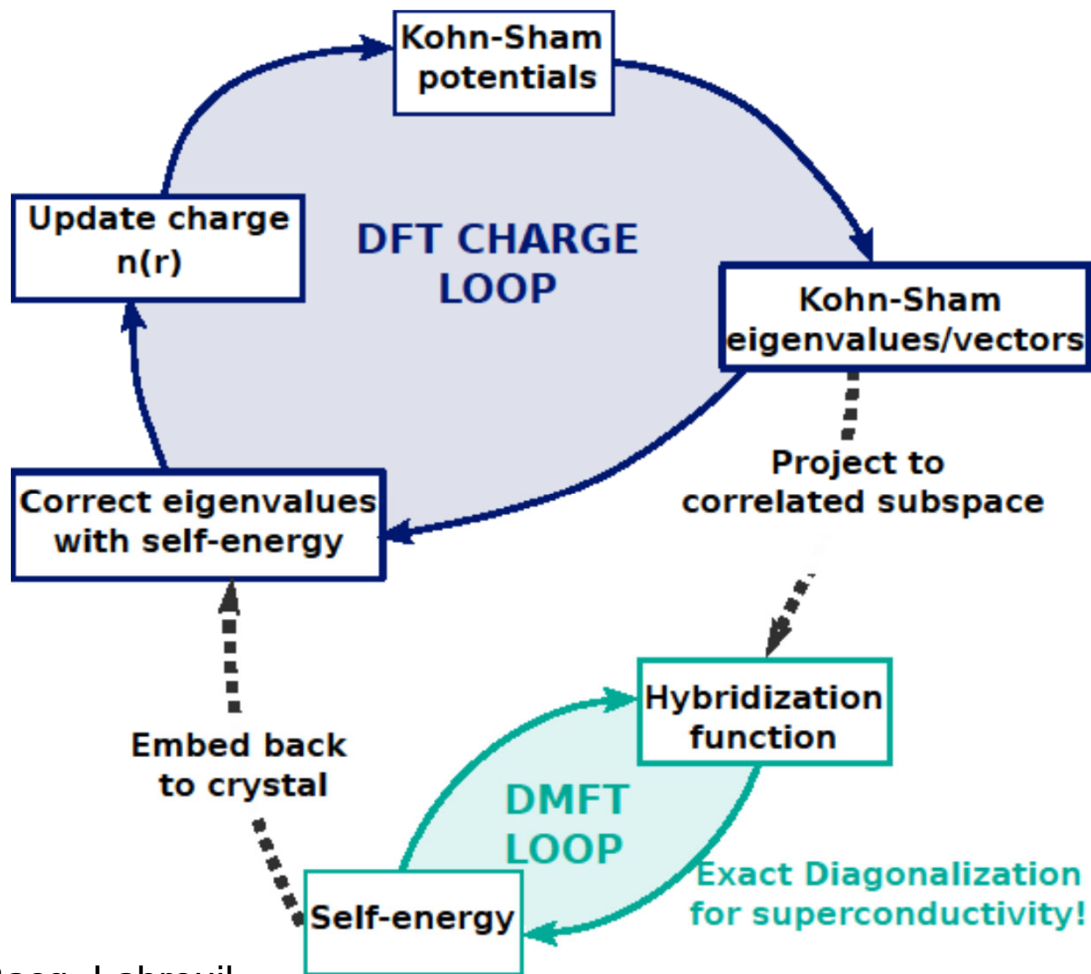 Kohn-Sham
potentials
Update charge
n(r)
DFT CHARGE
LOOP
Kohn-Sham
eigenvalues/vectors
Correct eigenvalues
with self-energy
Project to
correlated subspace
Hybridization
function
Embed back
to crystal
DMFT
LOOP
Exact Diagonalization
for superconductivity!
Self-energy